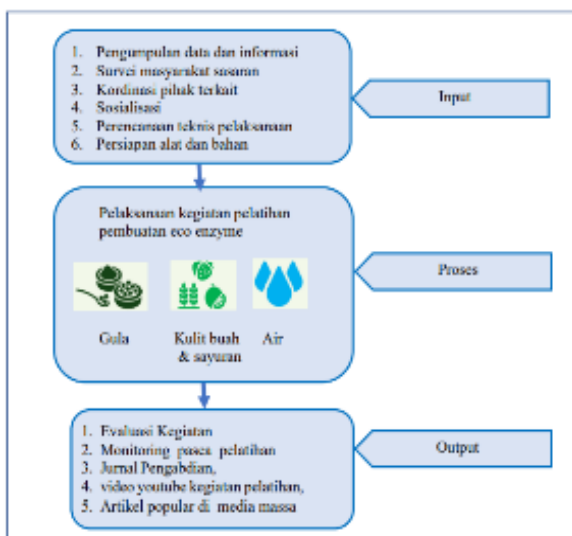 1. Pengumpulan data dan informasi
2. Survei masyarakat sasaran
3. Kordinasi pihak terkait
4. Sosialisasi
5. Perencanaan teknis pelaksanaan
6. Persiapan alat dan bahan
Input
Pelaksanaan kegiatan pelatihan
pembuatan eco enzyme
Proses
Gula
Kulit buah
& sayuran
Air
1. Evaluasi Kegiatan
2. Monitoring pasca pelatihan
3. Jurnal Pengabdian,
4. video youtube kegiatan pelatihan,
5. Artikel popular di media massa
Output